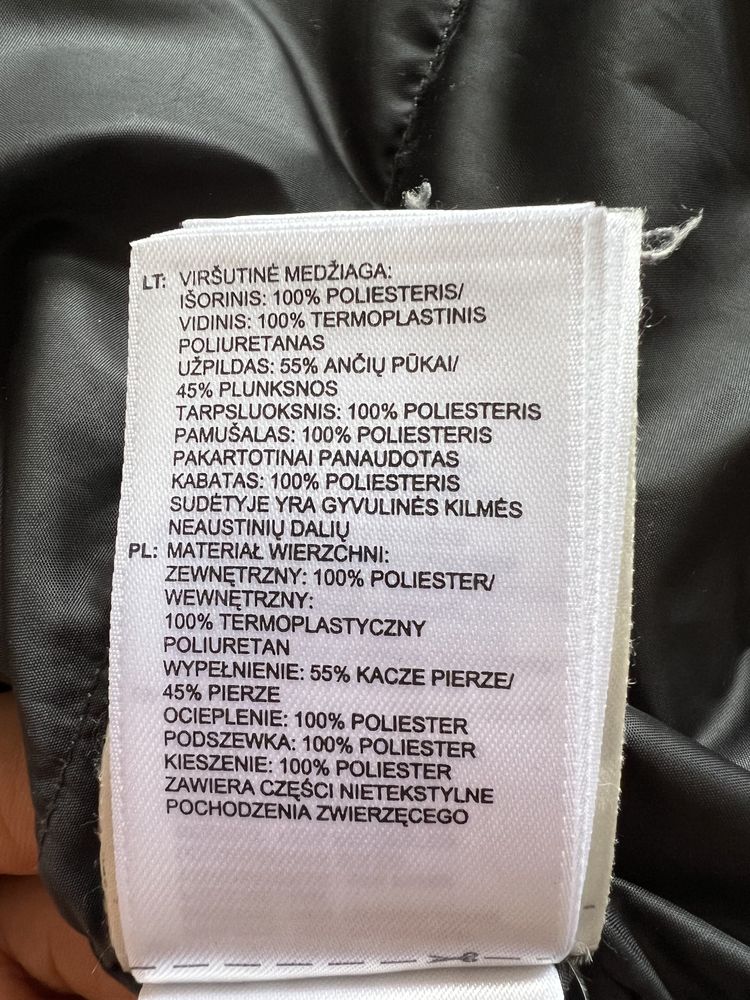 LT: VIRŠUTINĖ MEDŽIAGA:
IŠORINIS: 100% POLIESTERIS/
VIDINIS: 100% TERMOPLASTINIS
POLIURETANAS
UŽPILDAS: 55% ANČIŲ PŪKAI/
45% PLUNKSNOS
TARPSLUOKSNIS: 100% POLIESTERIS
PAMUŠALAS: 100% POLIESTERIS
PAKARTOTINAI PANAUDOTAS
KABATAS: 100% POLIESTERIS
SUDĖTYJE YRA GYVULINĖS KILMĖS
NEAUSTINIŲ DALIŲ
PL: MATERIAŁ WIERZCHNI:
ZEWNĘTRZNY: 100% POLIESTER/
WEWNĘTRZNY:
100% TERMOPLASTYCZNY
POLIURETAN
WYPEŁNIENIE: 55% KACZE PIERZE/
45% PIERZE
OCIEPLENIE: 100% POLIESTER
PODSZEWKA: 100% POLIESTER
KIESZENIE: 100% POLIESTER
ZAWIERA CZĘŚCI NIETEKSTYLNE
POCHODZENIA ZWIERZĘCEGO